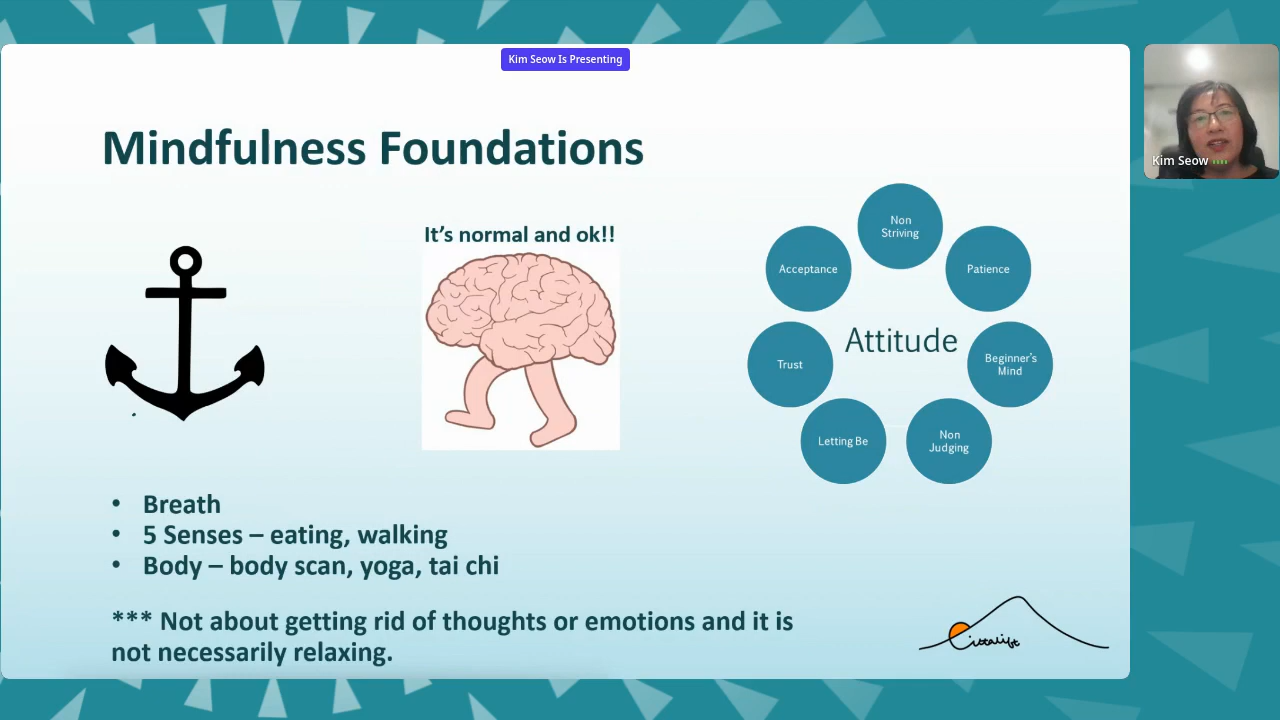 Kim Seow Is Presenting
Mindfulness Foundations
It's normal and ok!!
Non
Striving
Acceptance
Patience
Attitude
Trust
Beginner's
Mind
Letting Be
Non
Judging
• Breath
• 5 Senses – eating, walking
• Body – body scan, yoga, tai chi
*** Not about getting rid of thoughts or emotions and it is
not necessarily relaxing.
Cittalift
Kim Seow